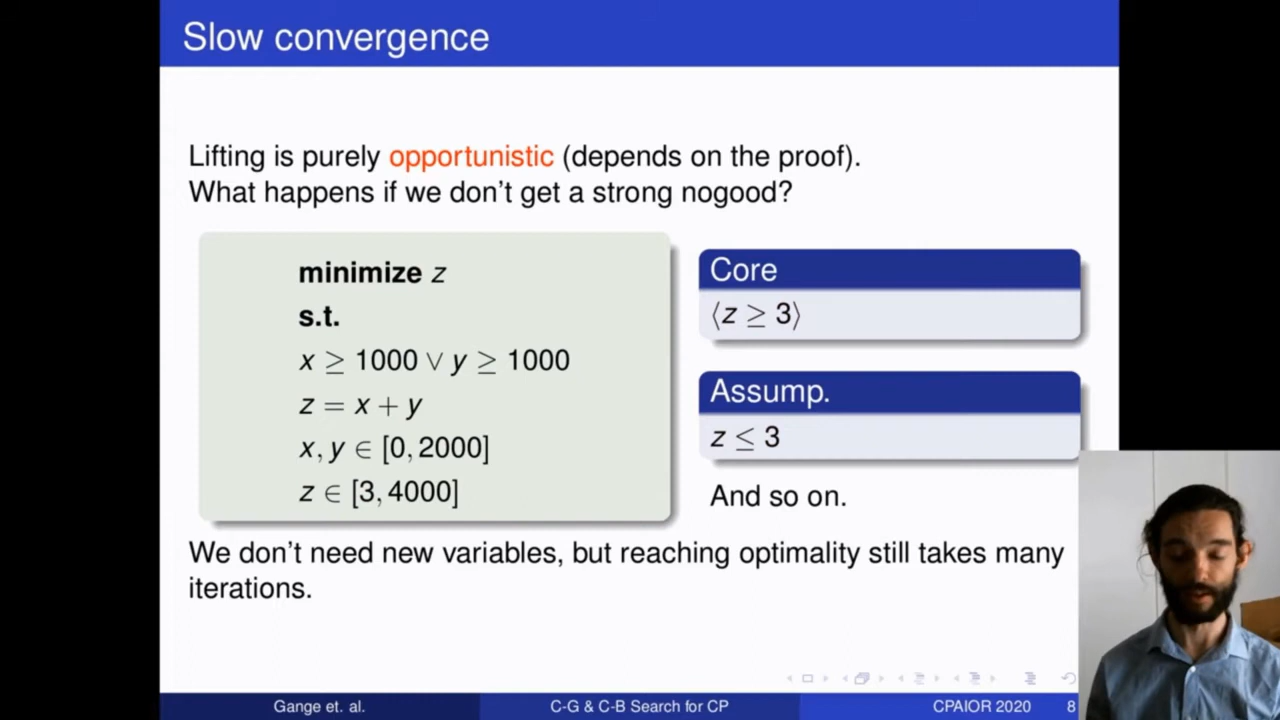 Slow convergence
Lifting is purely opportunistic (depends on the proof).
What happens if we don't get a strong nogood?
minimize z
s.t.
x ≥ 1000 ∨ y ≥ 1000
z = x + y
x, y ∈ [0, 2000]
z ∈ [3, 4000]
Core
⟨z ≥ 3⟩
Assump.
z ≤ 3
And so on.
We don't need new variables, but reaching optimality still takes many
iterations.
Gange et. al.
C-G & C-B Search for CP
CPAIOR 2020
8